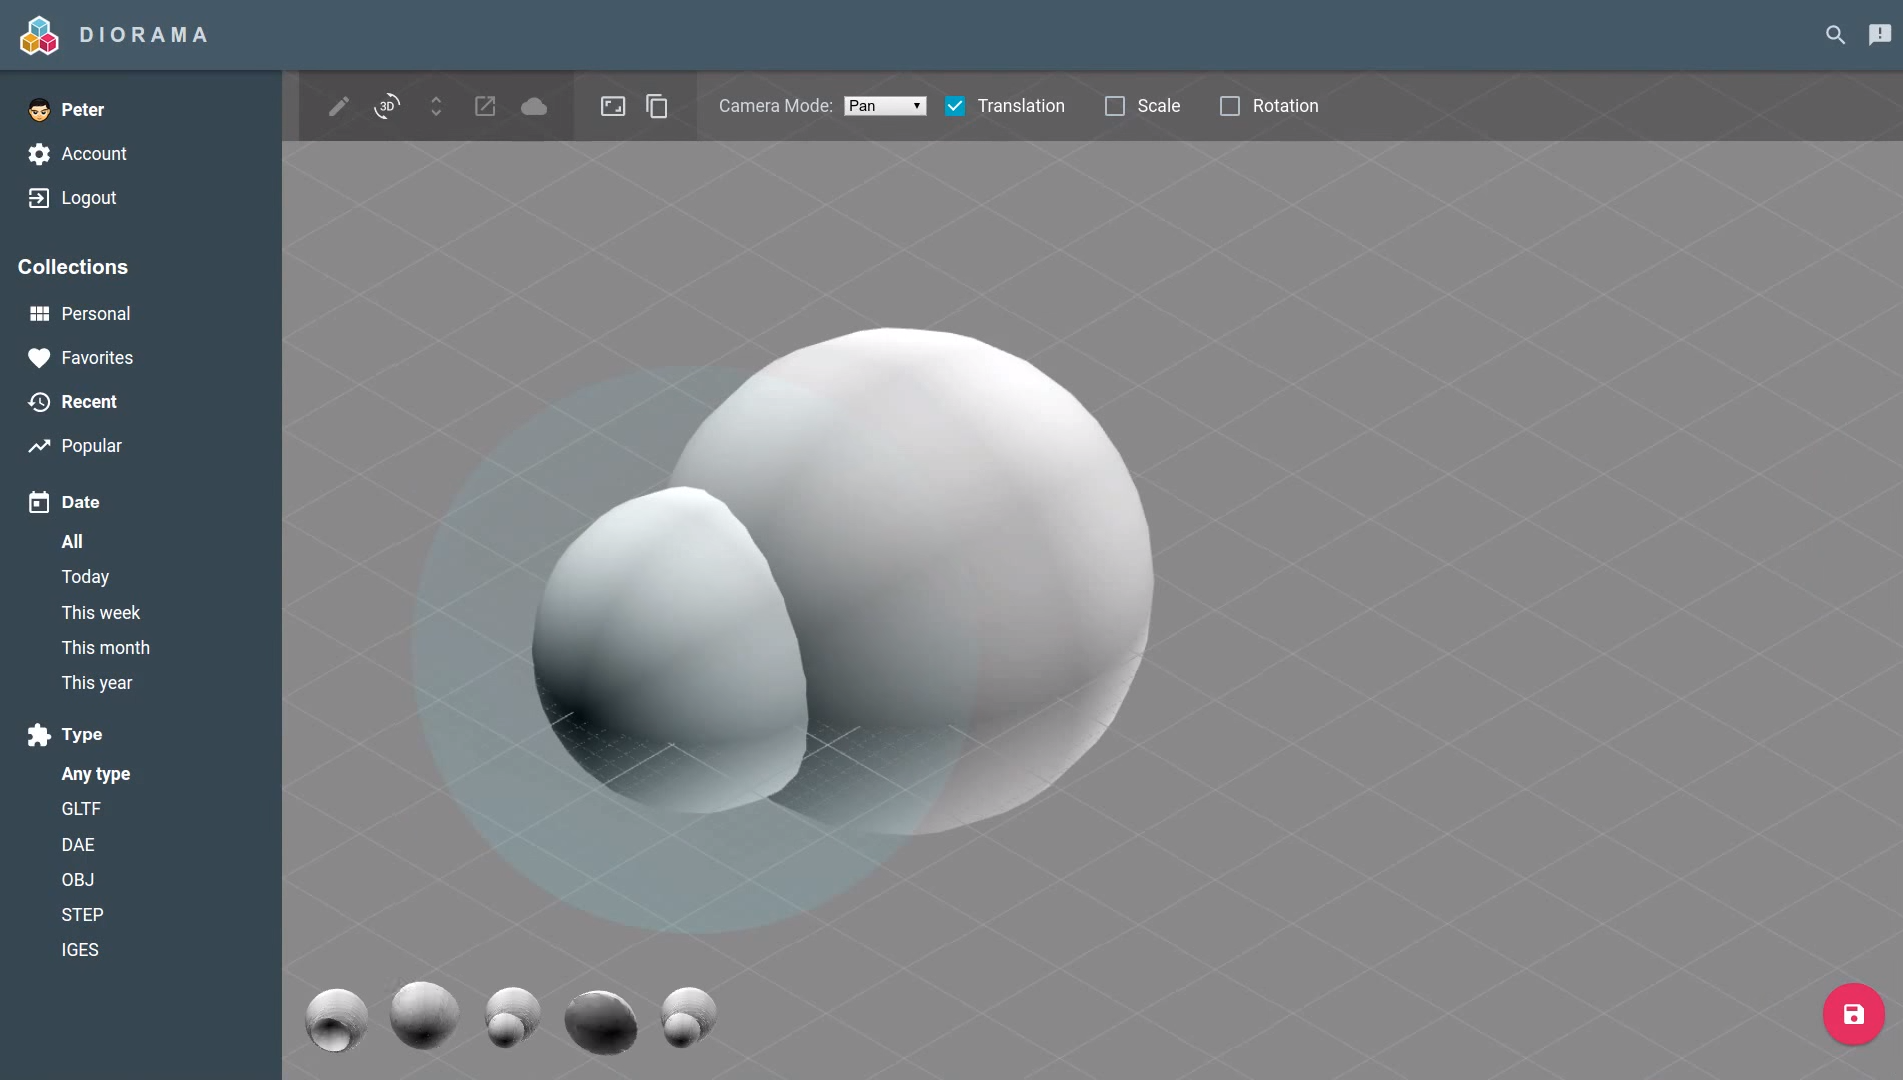 DIORAMA
3D
Camera Mode: Pan Translation Scale Rotation
Peter
Account
Logout
Collections
Personal
Favorites
Recent
Popular
Date
All
Today
This week
This month
This year
Type
Any type
GLTF
DAE
OBJ
STEP
IGES